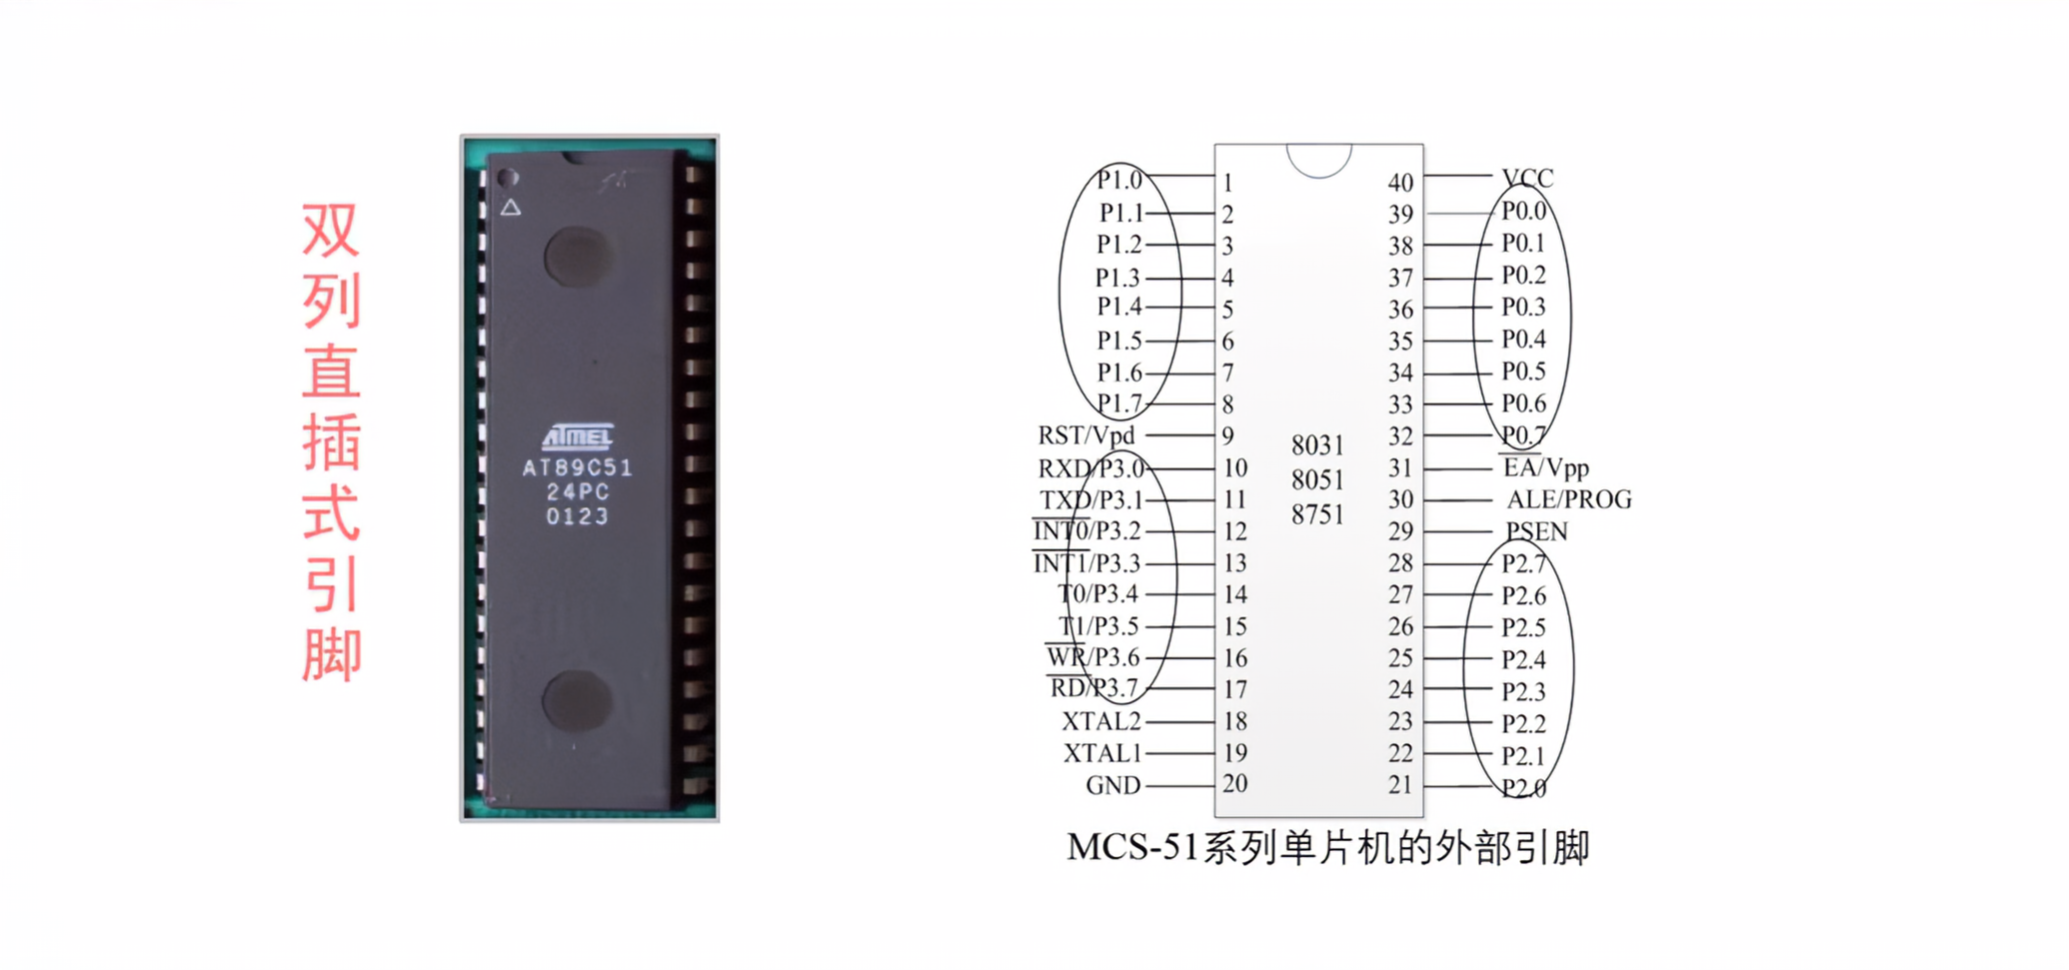 双列直插式引脚
ATMEL
AT89C51
24PC
0123
P1.0 1 40 VCC
P1.1 2 39 P0.0
P1.2 3 38 P0.1
P1.3 4 37 P0.2
P1.4 5 36 P0.3
P1.5 6 35 P0.4
P1.6 7 34 P0.5
P1.7 8 33 P0.6
RST/Vpd 9 32 P0.7
RXD/P3.0 10 31 E̅A̅/Vpp
TXD/P3.1 11 30 ALE/PROG
I̅N̅T̅0̅/P3.2 12 29 PSEN
I̅N̅T̅1̅/P3.3 13 28 P2.7
T0/P3.4 14 27 P2.6
T1/P3.5 15 26 P2.5
W̅R̅/P3.6 16 25 P2.4
R̅D̅/P3.7 17 24 P2.3
XTAL2 18 23 P2.2
XTAL1 19 22 P2.1
GND 20 21 P2.0
8031
8051
8751
MCS-51系列单片机的外部引脚